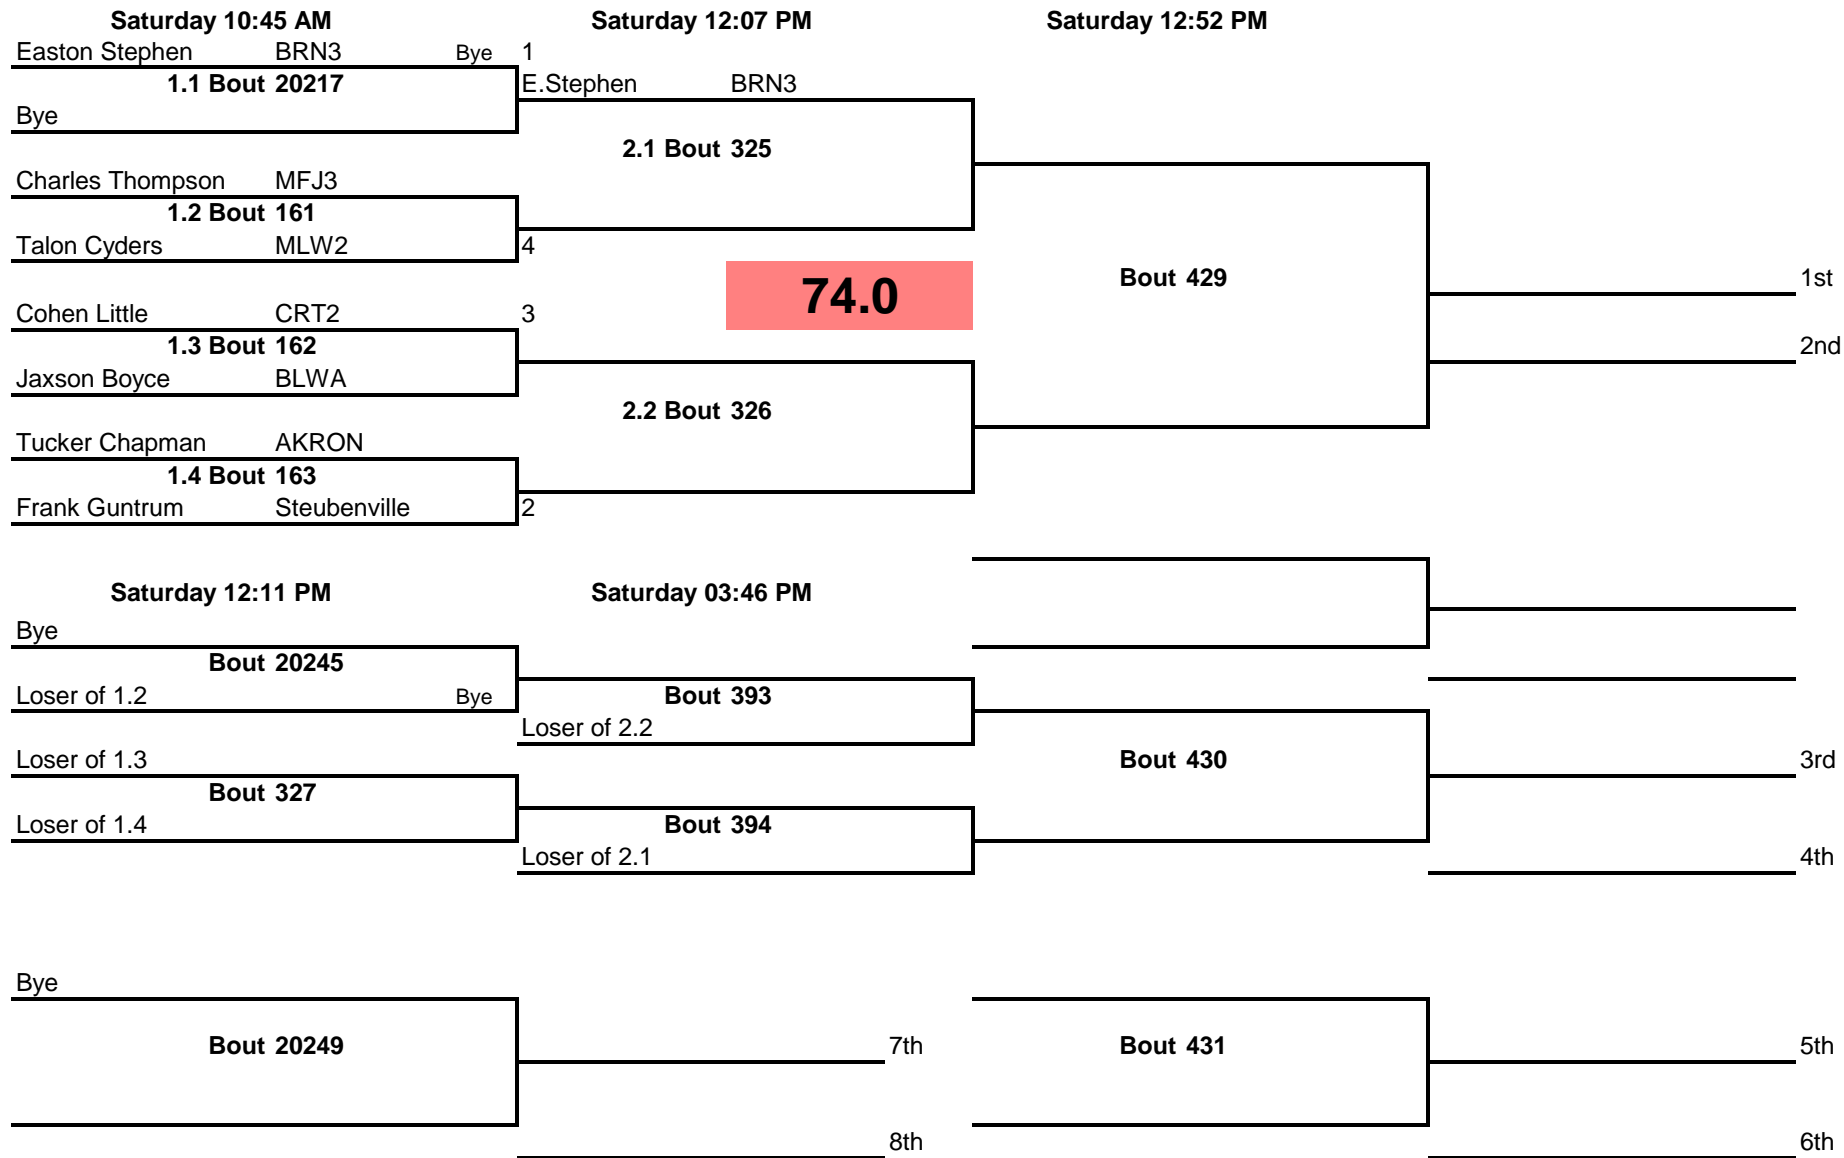 Saturday 10:45 AM Saturday 12:07 PM Saturday 12:52 PM
Easton Stephen BRN3 Bye 1
1.1 Bout 20217 E.Stephen BRN3
Bye
2.1 Bout 325
Charles Thompson MFJ3
1.2 Bout 161
Talon Cyders MLW2 4
74.0 Bout 429 1st
Cohen Little CRT2 3
1.3 Bout 162 2nd
Jaxson Boyce BLWA
2.2 Bout 326
Tucker Chapman AKRON
1.4 Bout 163
Frank Guntrum Steubenville 2
Saturday 12:11 PM Saturday 03:46 PM
Bye
Bout 20245
Loser of 1.2 Bye Bout 393
Loser of 2.2
Loser of 1.3 Bout 430 3rd
Bout 327
Loser of 1.4 Bout 394
Loser of 2.1 4th
Bye
Bout 20249 7th Bout 431 5th
8th 6th